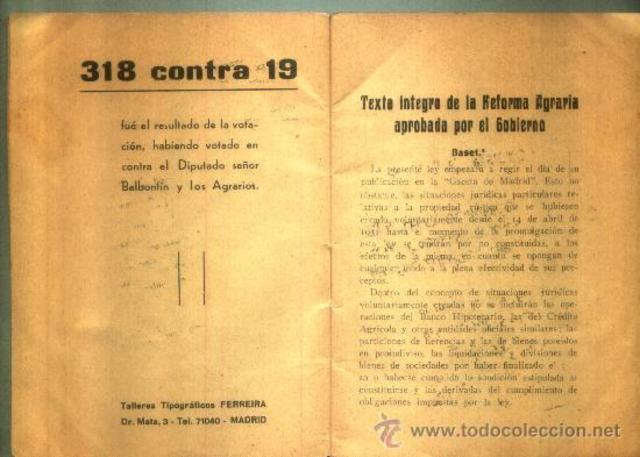 318 contra 19
fué el resultado de la vota-
ción, habiendo votado en
contra el Diputado señor
Balbontín y los Agrarios.
Talleres Tipográficos FERREIRA
Dr. Mata, 3 - Tel. 71040 - MADRID
Texto íntegro de la Reforma Agraria
aprobada por el Gobierno
Base 1.ª
La presente ley empezará a regir el día de su
publicación en la "Gaceta de Madrid". Esto no
obstante, las situaciones jurídicas particulares re-
lativas a la propiedad rústica que se hubiesen
creado voluntariamente desde el 14 de abril de
1931 hasta el momento de la promulgación de
esta ley se tendrán por no constituídas, a los
efectos de la misma, en cuanto se opongan de
cualquier modo a la plena efectividad de sus pre-
ceptos.
Dentro del concepto de situaciones jurídicas
voluntariamente creadas no se incluirán las ope-
raciones del Banco Hipotecario, las del Crédito
Agrícola y otras entidades oficiales similares; las
particiones de herencias y las de bienes poseídos
en proindiviso, las liquidaciones y divisiones
de bienes de sociedades por haber finalizado el
o haberse cumplido la condición estipulada al
constituirse y las derivadas del cumplimiento de
obligaciones impuestas por la ley.
www.todocoleccion.net